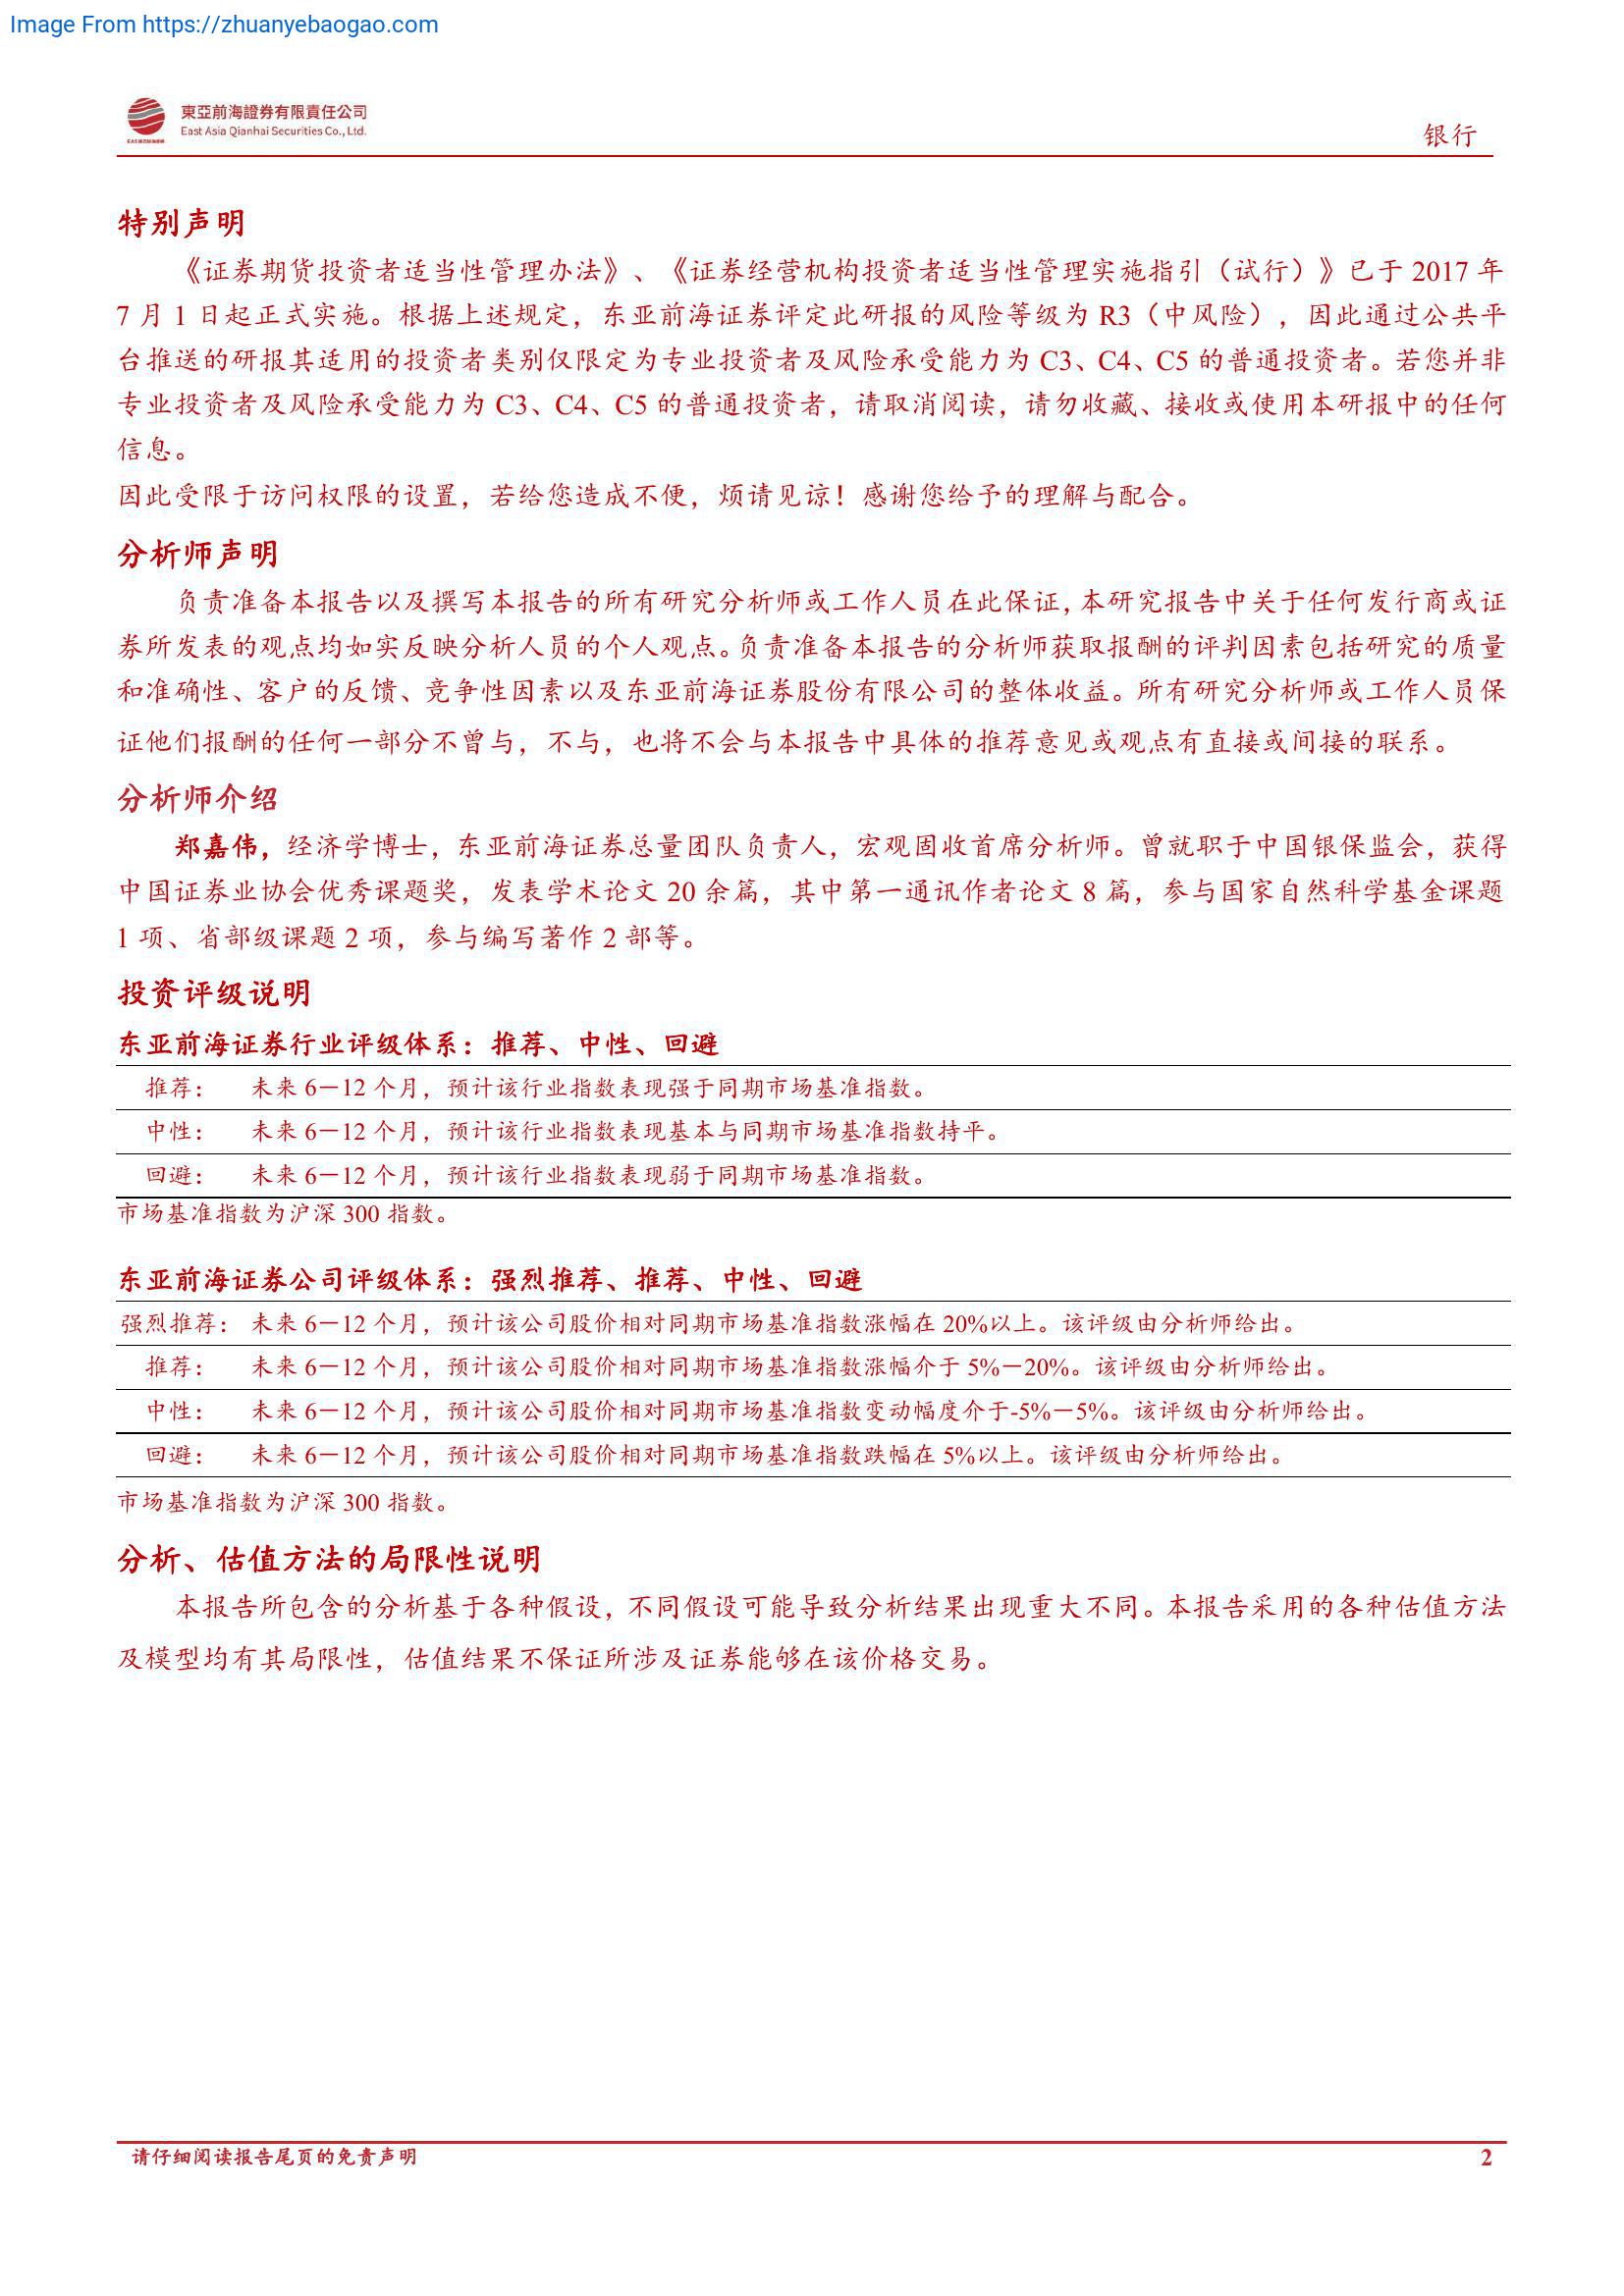 Image From https://zhuanyebaogao.com
東亞前海證券有限責任公司
East Asia Qianhai Securities Co., Ltd.
银行
特别声明
《证券期货投资者适当性管理办法》、《证券经营机构投资者适当性管理实施指引（试行）》已于 2017 年
7 月 1 日起正式实施。根据上述规定，东亚前海证券评定此研报的风险等级为 R3（中风险），因此通过公共平
台推送的研报其适用的投资者类别仅限定为专业投资者及风险承受能力为 C3、C4、C5 的普通投资者。若您并非
专业投资者及风险承受能力为 C3、C4、C5 的普通投资者，请取消阅读，请勿收藏、接收或使用本研报中的任何
信息。
因此受限于访问权限的设置，若给您造成不便，烦请见谅！感谢您给予的理解与配合。
分析师声明
负责准备本报告以及撰写本报告的所有研究分析师或工作人员在此保证，本研究报告中关于任何发行商或证
券所发表的观点均如实反映分析人员的个人观点。负责准备本报告的分析师获取报酬的评判因素包括研究的质量
和准确性、客户的反馈、竞争性因素以及东亚前海证券股份有限公司的整体收益。所有研究分析师或工作人员保
证他们报酬的任何一部分不曾与，不与，也将不会与本报告中具体的推荐意见或观点有直接或间接的联系。
分析师介绍
郑嘉伟，经济学博士，东亚前海证券总量团队负责人，宏观固收首席分析师。曾就职于中国银保监会，获得
中国证券业协会优秀课题奖，发表学术论文 20 余篇，其中第一通讯作者论文 8 篇，参与国家自然科学基金课题
1 项、省部级课题 2 项，参与编写著作 2 部等。
投资评级说明
东亚前海证券行业评级体系：推荐、中性、回避
推荐： 未来 6－12 个月，预计该行业指数表现强于同期市场基准指数。
中性： 未来 6－12 个月，预计该行业指数表现基本与同期市场基准指数持平。
回避： 未来 6－12 个月，预计该行业指数表现弱于同期市场基准指数。
市场基准指数为沪深 300 指数。
东亚前海证券公司评级体系：强烈推荐、推荐、中性、回避
强烈推荐： 未来 6－12 个月，预计该公司股价相对同期市场基准指数涨幅在 20%以上。该评级由分析师给出。
推荐： 未来 6－12 个月，预计该公司股价相对同期市场基准指数涨幅介于 5%－20%。该评级由分析师给出。
中性： 未来 6－12 个月，预计该公司股价相对同期市场基准指数变动幅度介于-5%－5%。该评级由分析师给出。
回避： 未来 6－12 个月，预计该公司股价相对同期市场基准指数跌幅在 5%以上。该评级由分析师给出。
市场基准指数为沪深 300 指数。
分析、估值方法的局限性说明
本报告所包含的分析基于各种假设，不同假设可能导致分析结果出现重大不同。本报告采用的各种估值方法
及模型均有其局限性，估值结果不保证所涉及证券能够在该价格交易。
请仔细阅读报告尾页的免责声明
2